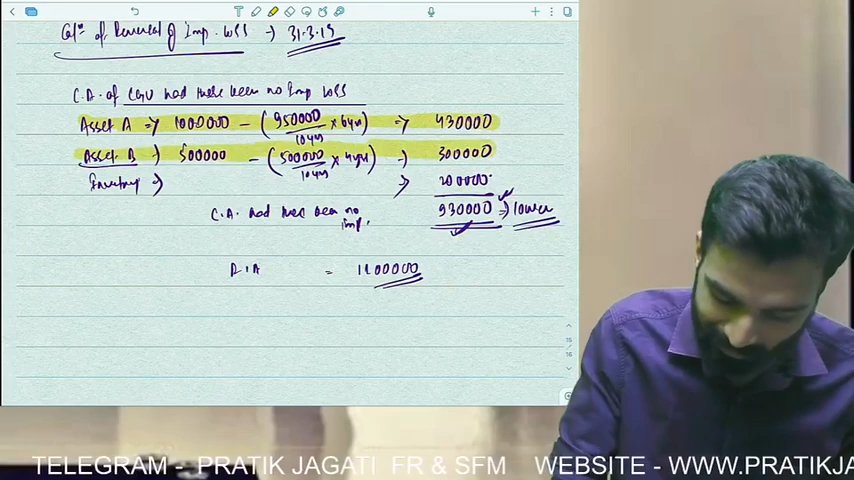 Calⁿ of Reversal of Imp. Loss → 31.3.19
C.A. of CGU had there been no Imp Loss
Asset A => 1000000 - (950000/10yrs × 6yrs) => 430000
Asset B → 500000 - (500000/10yrs × 4yrs) → 300000
Inventory → => 200000
C.A. had there been no imp. 930000 => lower
R.A = 1100000
TELEGRAM - PRATIK JAGATI FR & SFM WEBSITE - WWW.PRATIKJA